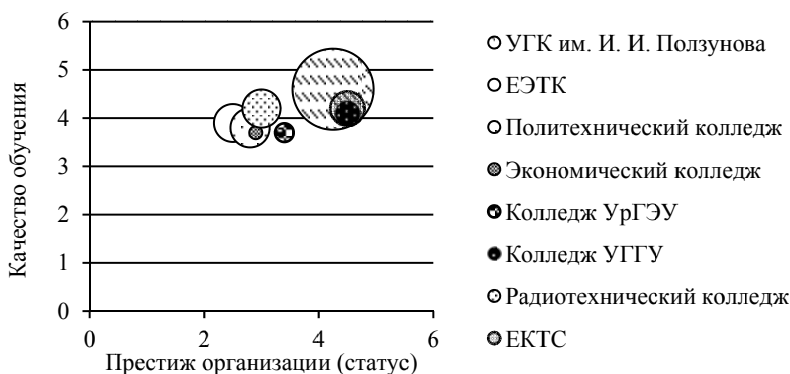 6
5
4
3
2
1
0
0 2 4 6
Качество обучения
Престиж организации (статус)
УГК им. И. И. Ползунова
ЕЭТК
Политехнический колледж
Экономический колледж
Колледж УрГЭУ
Колледж УГГУ
Радиотехнический колледж
ЕКТС